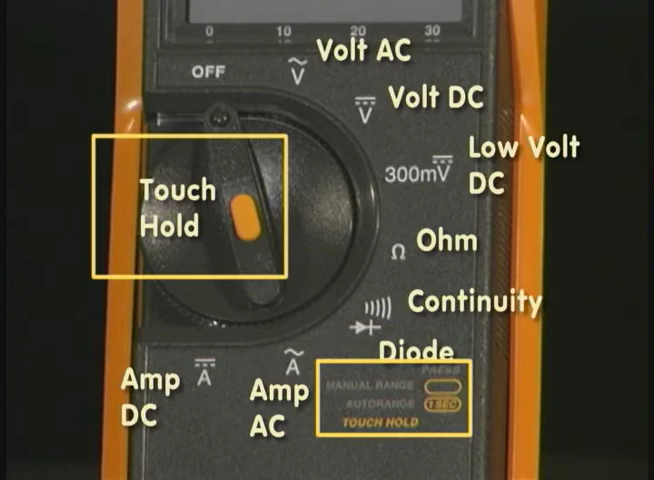 0 10 20 30
OFF
Ṽ
Volt AC
V
Volt DC
300mV
Low Volt
DC
Touch
Hold
Ω
Ohm
Continuity
Diode
Amp
DC
A
Amp
AC
Ã
PRESS
MANUAL RANGE
AUTORANGE 1 SEC
TOUCH HOLD